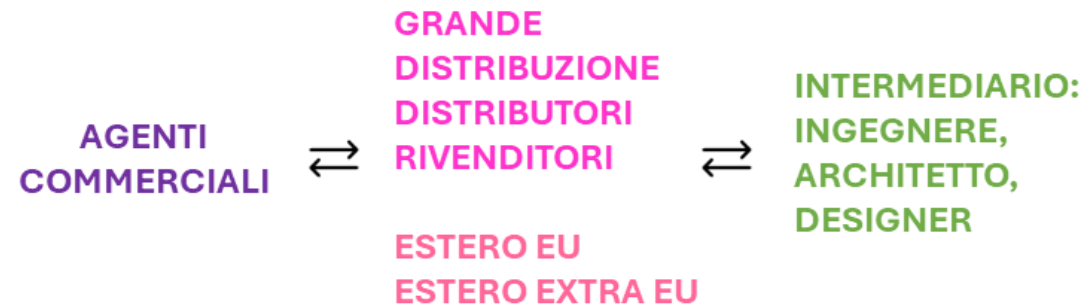 AGENTI
COMMERCIALI
GRANDE
DISTRIBUZIONE
DISTRIBUTORI
RIVENDITORI
ESTERO EU
ESTERO EXTRA EU
INTERMEDIARIO:
INGEGNERE,
ARCHITETTO,
DESIGNER